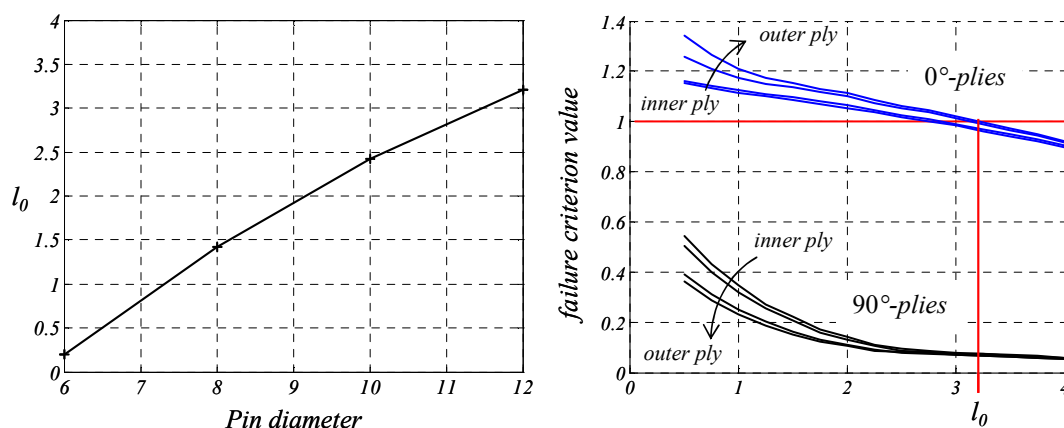 4
3.5
3
2.5
2
1.5
1
0.5
0
l0
6 7 8 9 10 11 12
Pin diameter
1.4
1.2
1
0.8
0.6
0.4
0.2
0
failure criterion value
outer ply
inner ply
0°-plies
inner ply
90°-plies
outer ply
0 1 2 3 4
l0